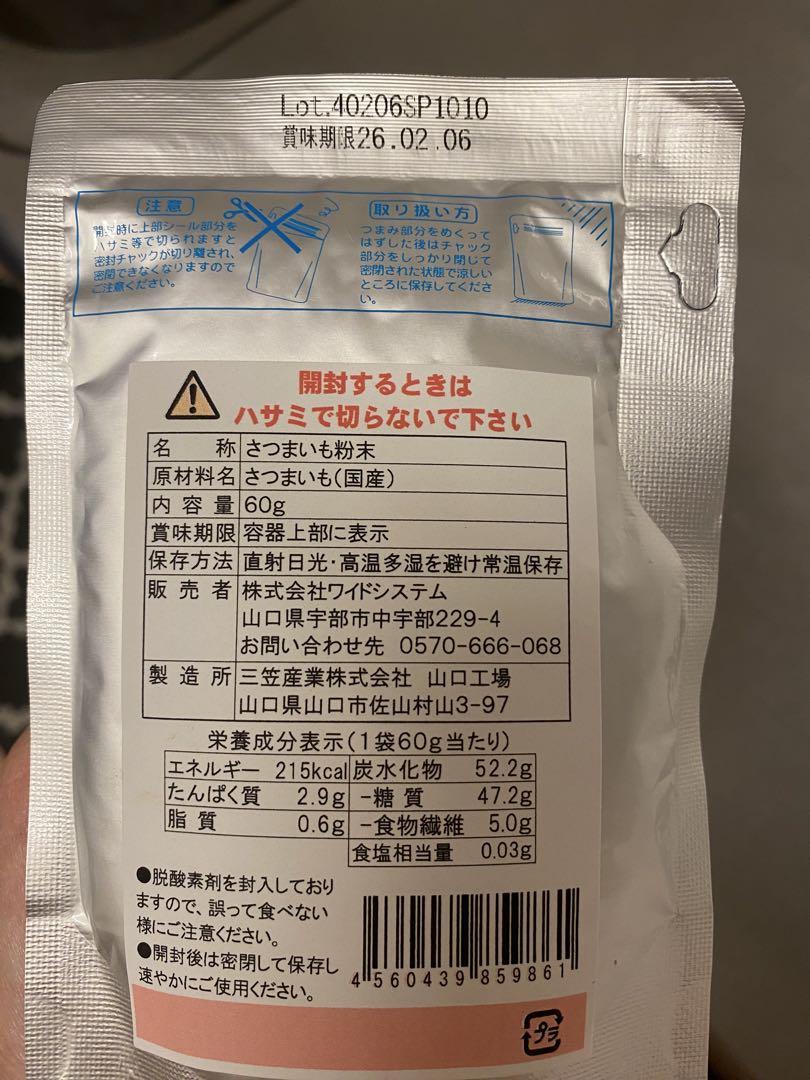 Lot.40206SP1010
賞味期限26.02.06
注意
開封時に上部シール部分を
ハサミ等で切られますと
密封チャックが切り離され、
密閉できなくなりますので
ご注意ください。
取り扱い方
つまみ部分をめくって
はずした後はチャック
部分をしっかり閉じて
密閉された状態で涼しい
ところに保存してくださ
い。
開封するときは
ハサミで切らないで下さい
名称 さつまいも粉末
原材料名 さつまいも(国産)
内容量 60g
賞味期限 容器上部に表示
保存方法 直射日光・高温多湿を避け常温保存
販売者 株式会社ワイドシステム
山口県宇部市中宇部229-4
お問い合わせ先 0570-666-068
製造所 三笠産業株式会社 山口工場
山口県山口市佐山村山3-97
栄養成分表示(1袋60g当たり)
エネルギー 215kcal 炭水化物 52.2g
たんぱく質 2.9g -糖質 47.2g
脂質 0.6g -食物繊維 5.0g
食塩相当量 0.03g
●脱酸素剤を封入しており
ますので、誤って食べない
様にご注意ください。
●開封後は密閉して保存し
速やかにご使用ください。
4560439859861
プラ